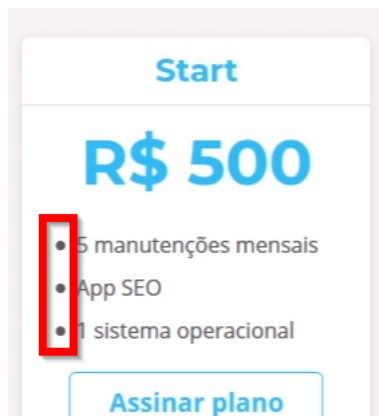 Start
R$ 500
• 5 manutenções mensais
• App SEO
• 1 sistema operacional
Assinar plano